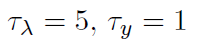 τ_λ = 5, τ_y = 1